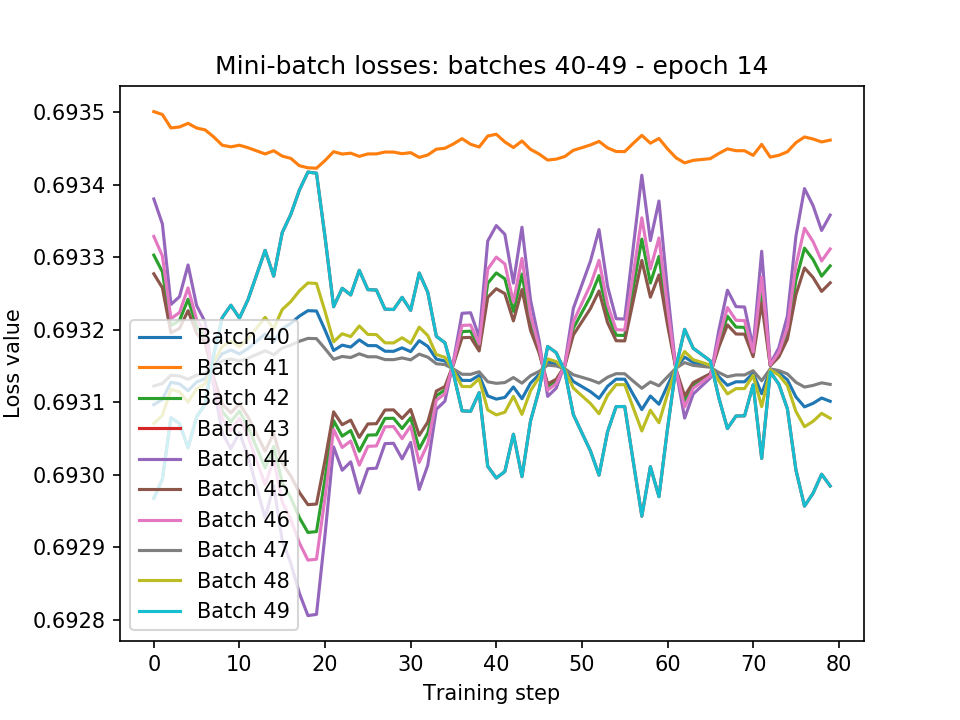 Mini-batch losses: batches 40-49 - epoch 14
Loss value
0.6935
0.6934
0.6933
0.6932
0.6931
0.6930
0.6929
0.6928
Batch 40
Batch 41
Batch 42
Batch 43
Batch 44
Batch 45
Batch 46
Batch 47
Batch 48
Batch 49
0 10 20 30 40 50 60 70 80
Training step